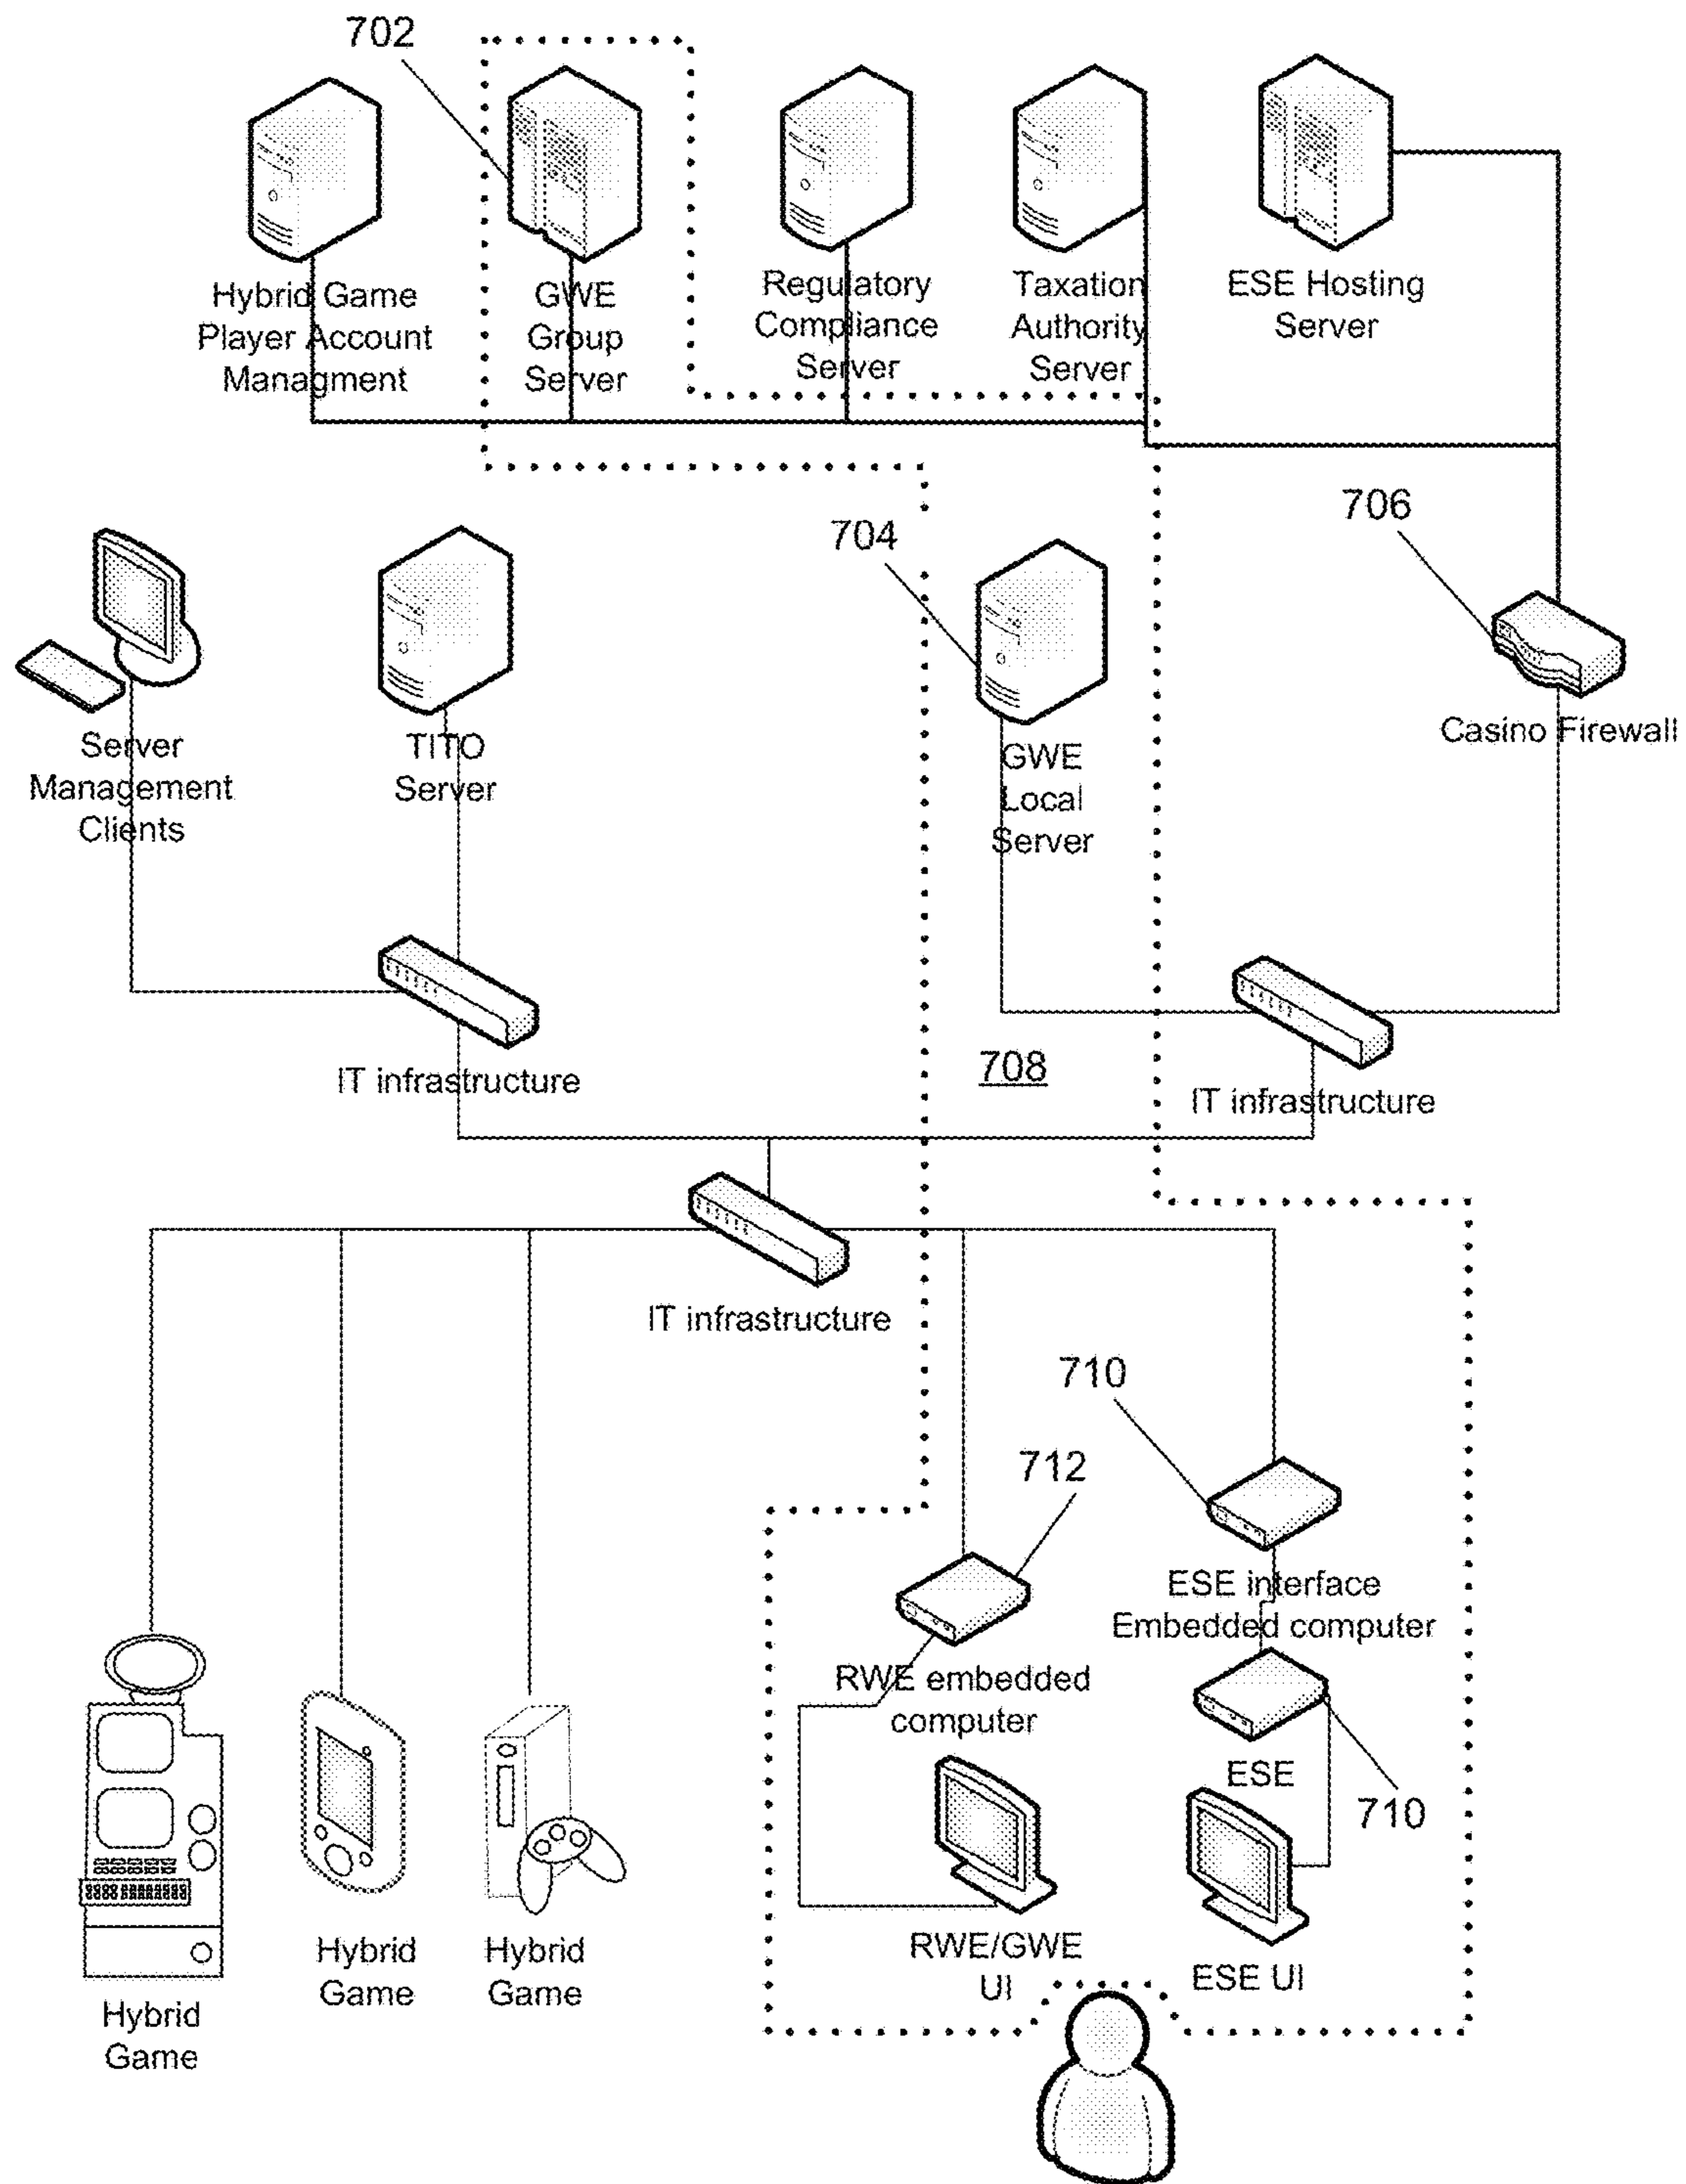 702
Hybrid Game
Player Account
Managment
GWE
Group
Server
Regulatory
Compliance
Server
Taxation
Authority
Server
ESE Hosting
Server
704
706
Server
Management
Clients
TITO
Server
GWE
Local
Server
Casino Firewall
IT infrastructure
708
IT infrastructure
IT infrastructure
710
712
ESE interface
Embedded computer
RWE embedded
computer
ESE
710
Hybrid
Game
Hybrid
Game
Hybrid
Game
RWE/GWE
UI
ESE UI